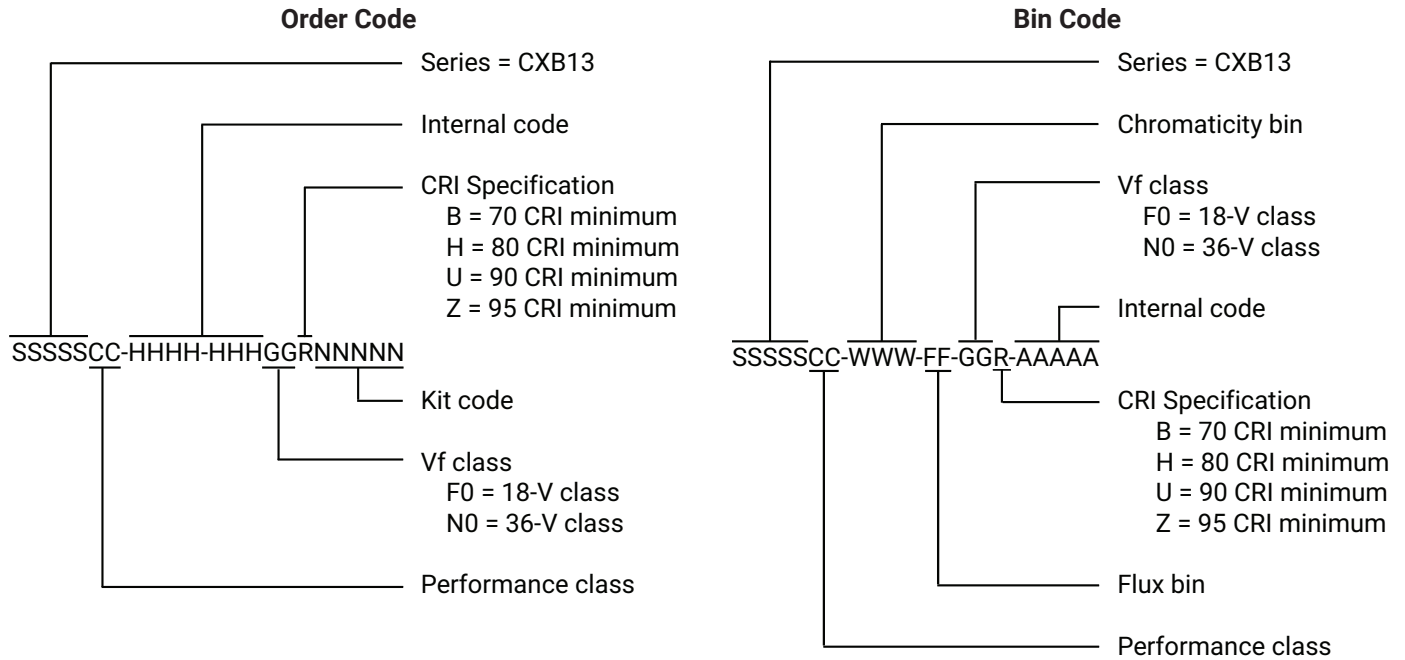 Order Code
Series = CXB13
Internal code
CRI Specification
B = 70 CRI minimum
H = 80 CRI minimum
U = 90 CRI minimum
Z = 95 CRI minimum
SSSSSCC-HHHH-HHHGGRNNNNN
Kit code
Vf class
F0 = 18-V class
N0 = 36-V class
Performance class
Bin Code
Series = CXB13
Chromaticity bin
Vf class
F0 = 18-V class
N0 = 36-V class
Internal code
SSSSSCC-WWW-FF-GGR-AAAAA
CRI Specification
B = 70 CRI minimum
H = 80 CRI minimum
U = 90 CRI minimum
Z = 95 CRI minimum
Flux bin
Performance class